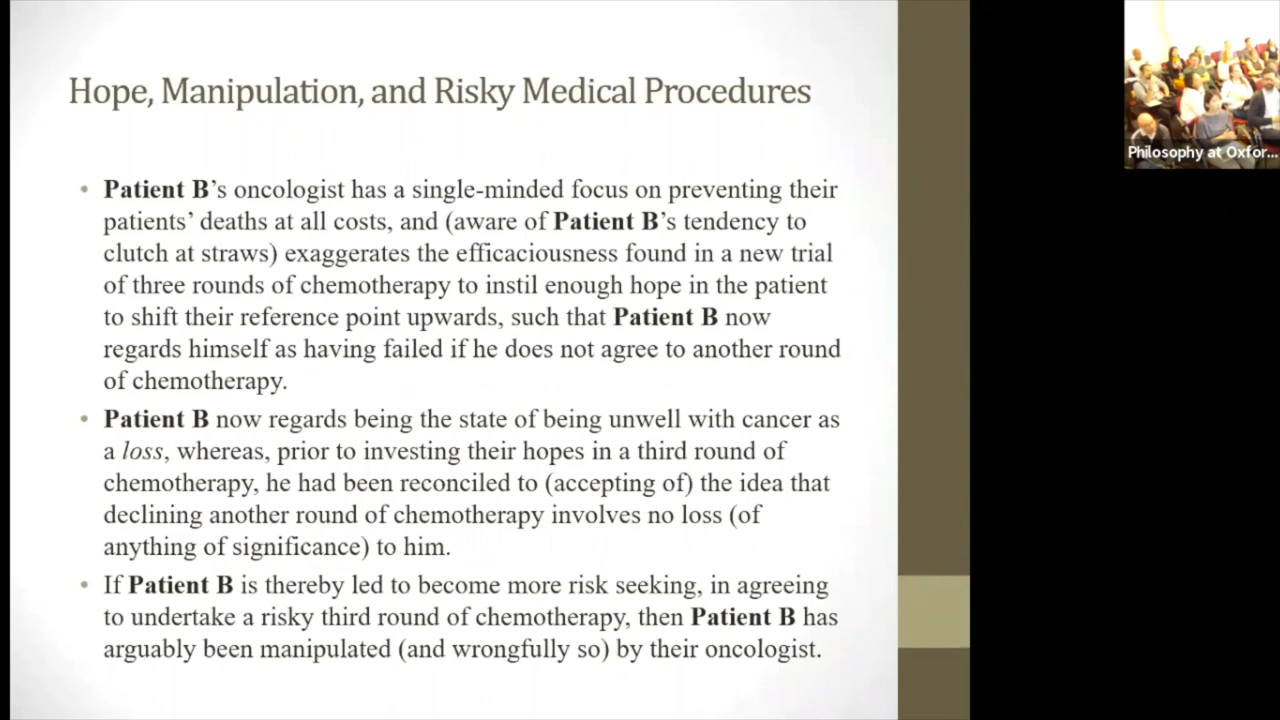 Hope, Manipulation, and Risky Medical Procedures
• Patient B's oncologist has a single-minded focus on preventing their
patients' deaths at all costs, and (aware of Patient B's tendency to
clutch at straws) exaggerates the efficaciousness found in a new trial
of three rounds of chemotherapy to instil enough hope in the patient
to shift their reference point upwards, such that Patient B now
regards himself as having failed if he does not agree to another round
of chemotherapy.
• Patient B now regards being the state of being unwell with cancer as
a loss, whereas, prior to investing their hopes in a third round of
chemotherapy, he had been reconciled to (accepting of) the idea that
declining another round of chemotherapy involves no loss (of
anything of significance) to him.
• If Patient B is thereby led to become more risk seeking, in agreeing
to undertake a risky third round of chemotherapy, then Patient B has
arguably been manipulated (and wrongfully so) by their oncologist.
Philosophy at Oxfor...